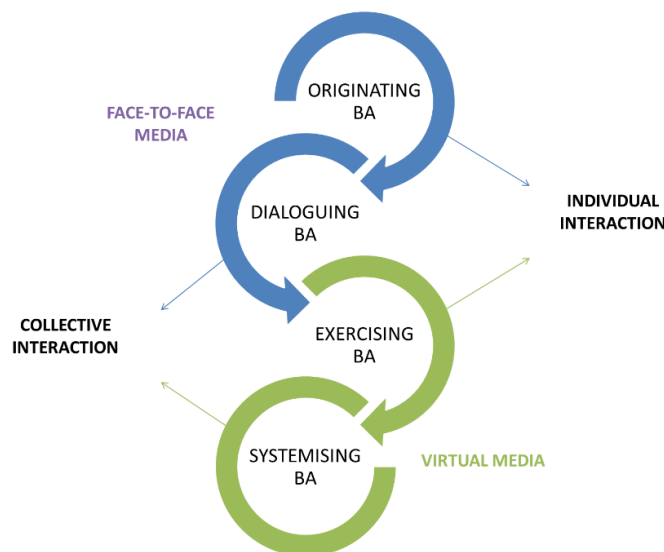 ORIGINATING
BA
FACE-TO-FACE
MEDIA
DIALOGUING
BA
INDIVIDUAL
INTERACTION
EXERCISING
BA
COLLECTIVE
INTERACTION
SYSTEMISING
BA
VIRTUAL MEDIA